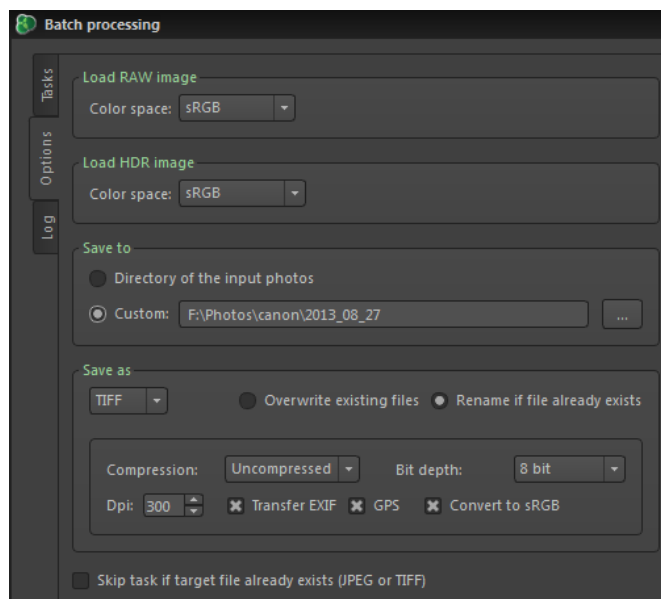 Batch processing
Tasks
Options
Log
Load RAW image
Color space: sRGB
Load HDR image
Color space: sRGB
Save to
Directory of the input photos
Custom: F:\Photos\canon\2013_08_27 ...
Save as
TIFF Overwrite existing files Rename if file already exists
Compression: Uncompressed Bit depth: 8 bit
Dpi: 300 Transfer EXIF GPS Convert to sRGB
Skip task if target file already exists (JPEG or TIFF)